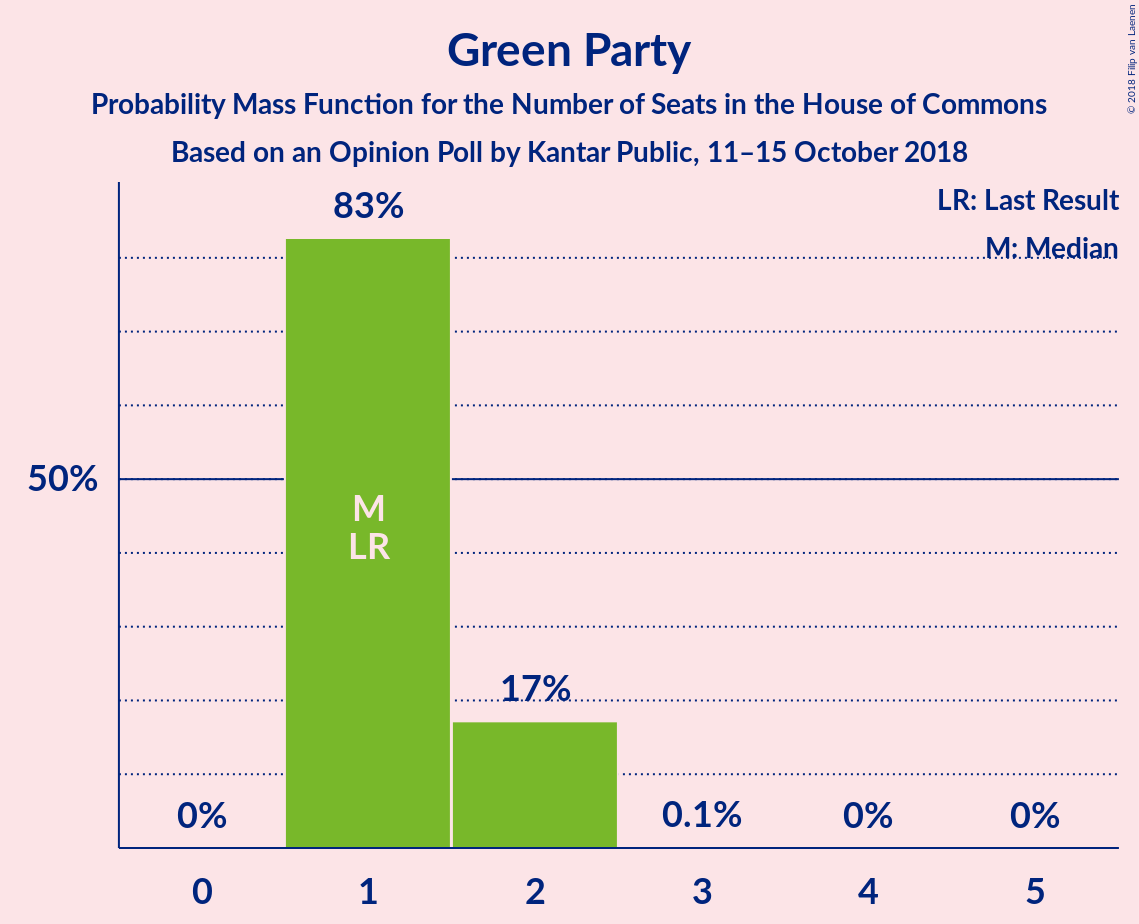 Green Party
Probability Mass Function for the Number of Seats in the House of Commons
Based on an Opinion Poll by Kantar Public, 11–15 October 2018
© 2018 Filip van Laenen
LR: Last Result
M: Median
83%
50%
M
LR
17%
0%
0.1%
0%
0%
0
1
2
3
4
5